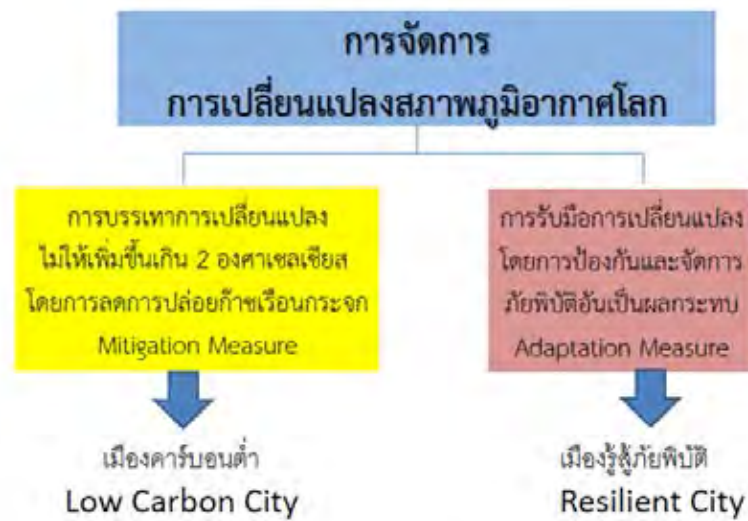 การจัดการ
การเปลี่ยนแปลงสภาพภูมิอากาศโลก
การบรรเทาการเปลี่ยนแปลง
ไม่ให้เพิ่มขึ้นเกิน 2 องศาเซลเซียส
โดยการลดการปล่อยก๊าซเรือนกระจก
Mitigation Measure
การรับมือการเปลี่ยนแปลง
โดยการป้องกันและจัดการ
ภัยพิบัติอันเป็นผลกระทบ
Adaptation Measure
เมืองคาร์บอนต่ำ
Low Carbon City
เมืองรู้สู้ภัยพิบัติ
Resilient City